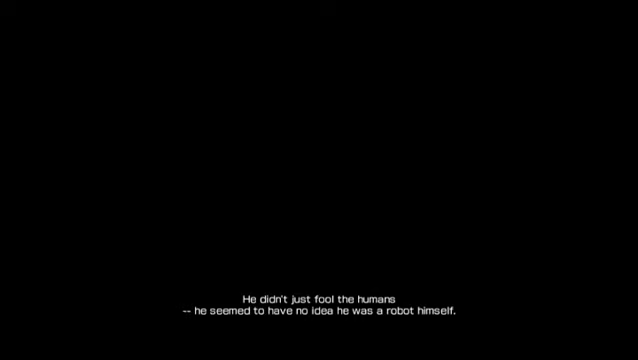 He didn't just fool the humans
-- he seemed to have no idea he was a robot himself.